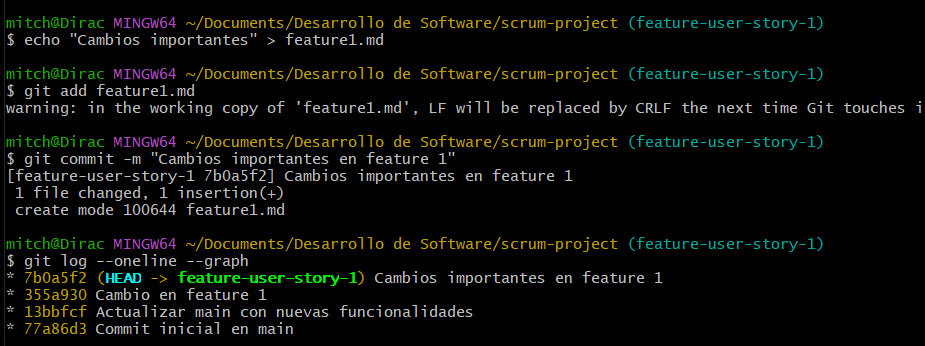 mitch@Dirac MINGW64 ~/Documents/Desarrollo de Software/scrum-project (feature-user-story-1)
$ echo "Cambios importantes" > feature1.md
mitch@Dirac MINGW64 ~/Documents/Desarrollo de Software/scrum-project (feature-user-story-1)
$ git add feature1.md
warning: in the working copy of 'feature1.md', LF will be replaced by CRLF the next time Git touches i
mitch@Dirac MINGW64 ~/Documents/Desarrollo de Software/scrum-project (feature-user-story-1)
$ git commit -m "Cambios importantes en feature 1"
[feature-user-story-1 7b0a5f2] Cambios importantes en feature 1
 1 file changed, 1 insertion(+)
 create mode 100644 feature1.md
mitch@Dirac MINGW64 ~/Documents/Desarrollo de Software/scrum-project (feature-user-story-1)
$ git log --oneline --graph
* 7b0a5f2 (HEAD -> feature-user-story-1) Cambios importantes en feature 1
* 355a930 Cambio en feature 1
* 13bbfcf Actualizar main con nuevas funcionalidades
* 77a86d3 Commit inicial en main